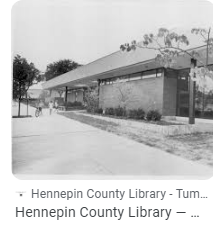 Hennepin County Library - Tum...
Hennepin County Library — ...